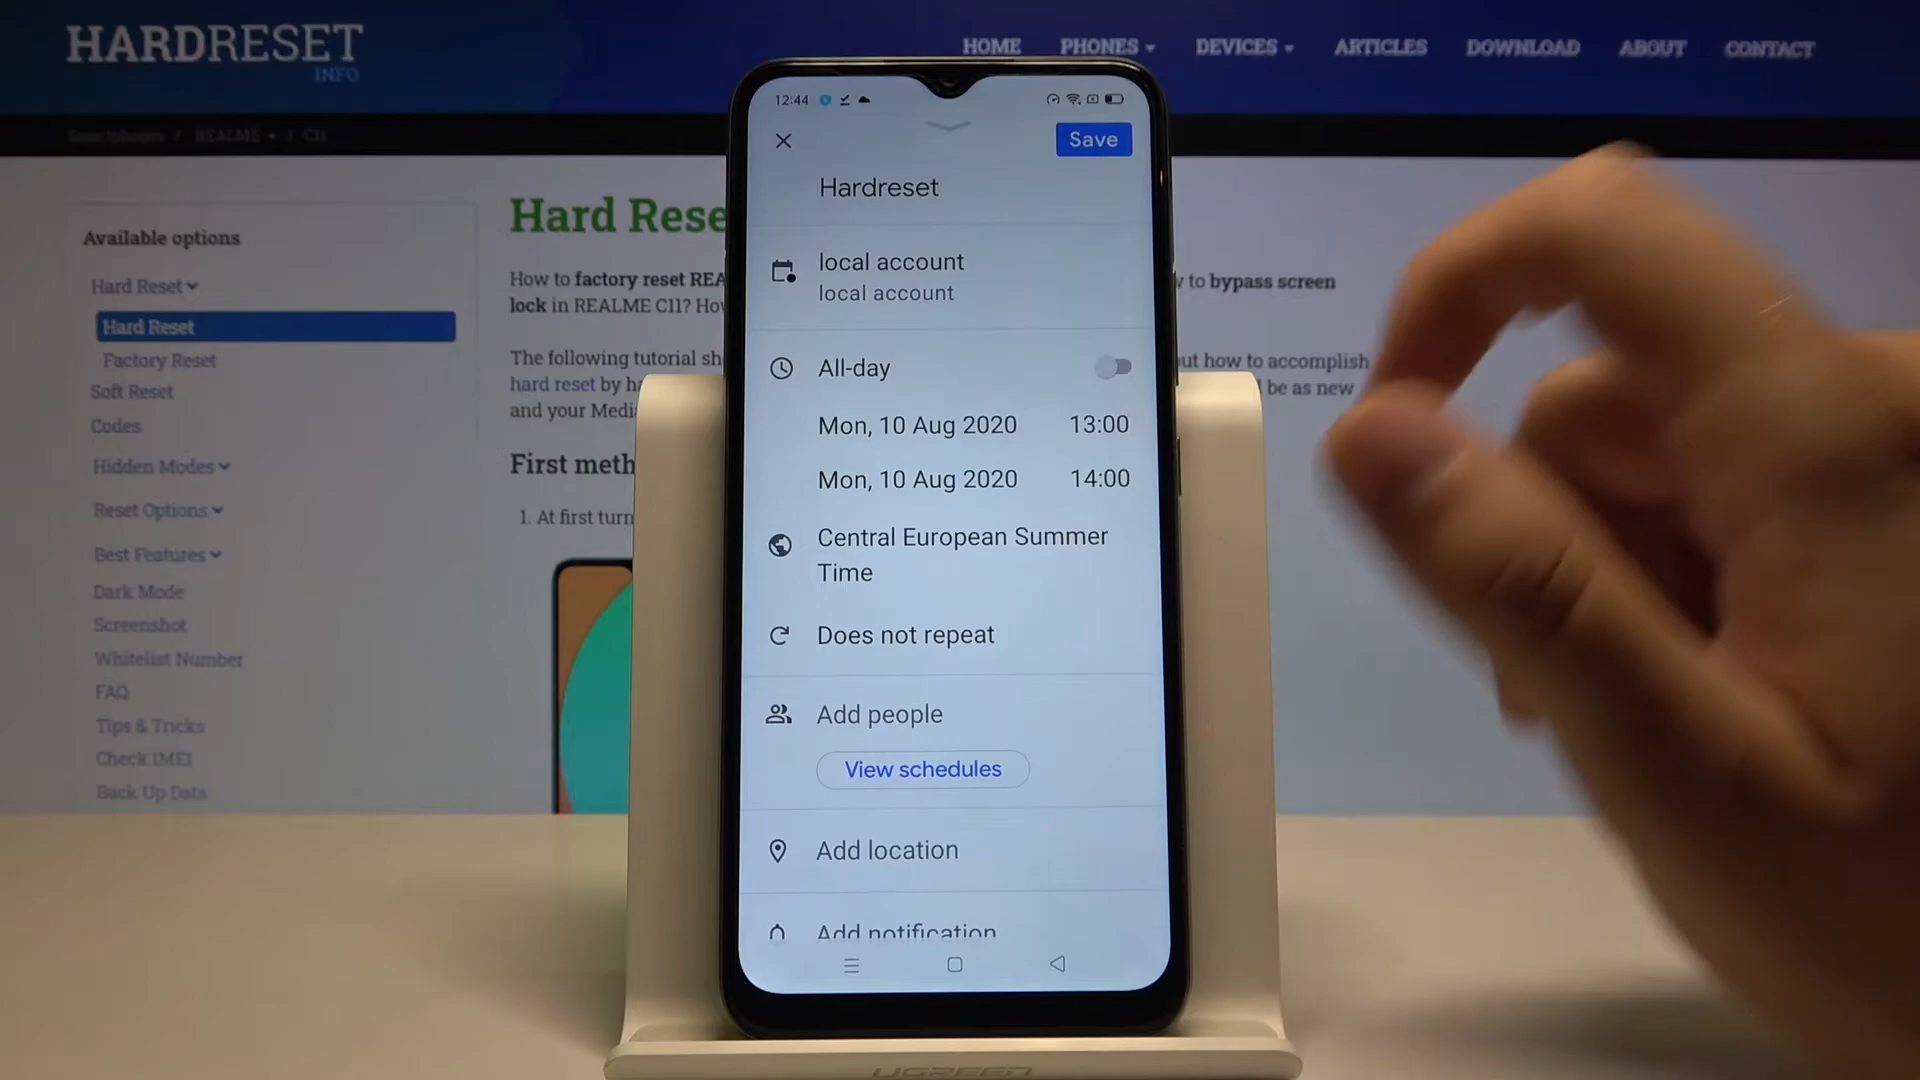 HARDRESET
INFO
HOME PHONES DEVICES ARTICLES DOWNLOAD ABOUT CONTACT
Smartphones / REALME / C11
Available options
Hard Reset
Hard Reset
Factory Reset
Soft Reset
Codes
Hidden Modes
Reset Options
Best Features
Dark Mode
Screenshot
Whitelist Number
FAQ
Tips & Tricks
Check IMEI
Back Up Data
Hard Rese
How to factory reset REA
to bypass screen
lock in REALME C11? Ho
The following tutorial sh
out how to accomplish
hard reset by h
be as new
and your Medi
First meth
1. At first turn
12:44
Save
Hardreset
local account
local account
All-day
Mon, 10 Aug 2020 13:00
Mon, 10 Aug 2020 14:00
Central European Summer
Time
Does not repeat
Add people
View schedules
Add location
Add notification
UGREEN